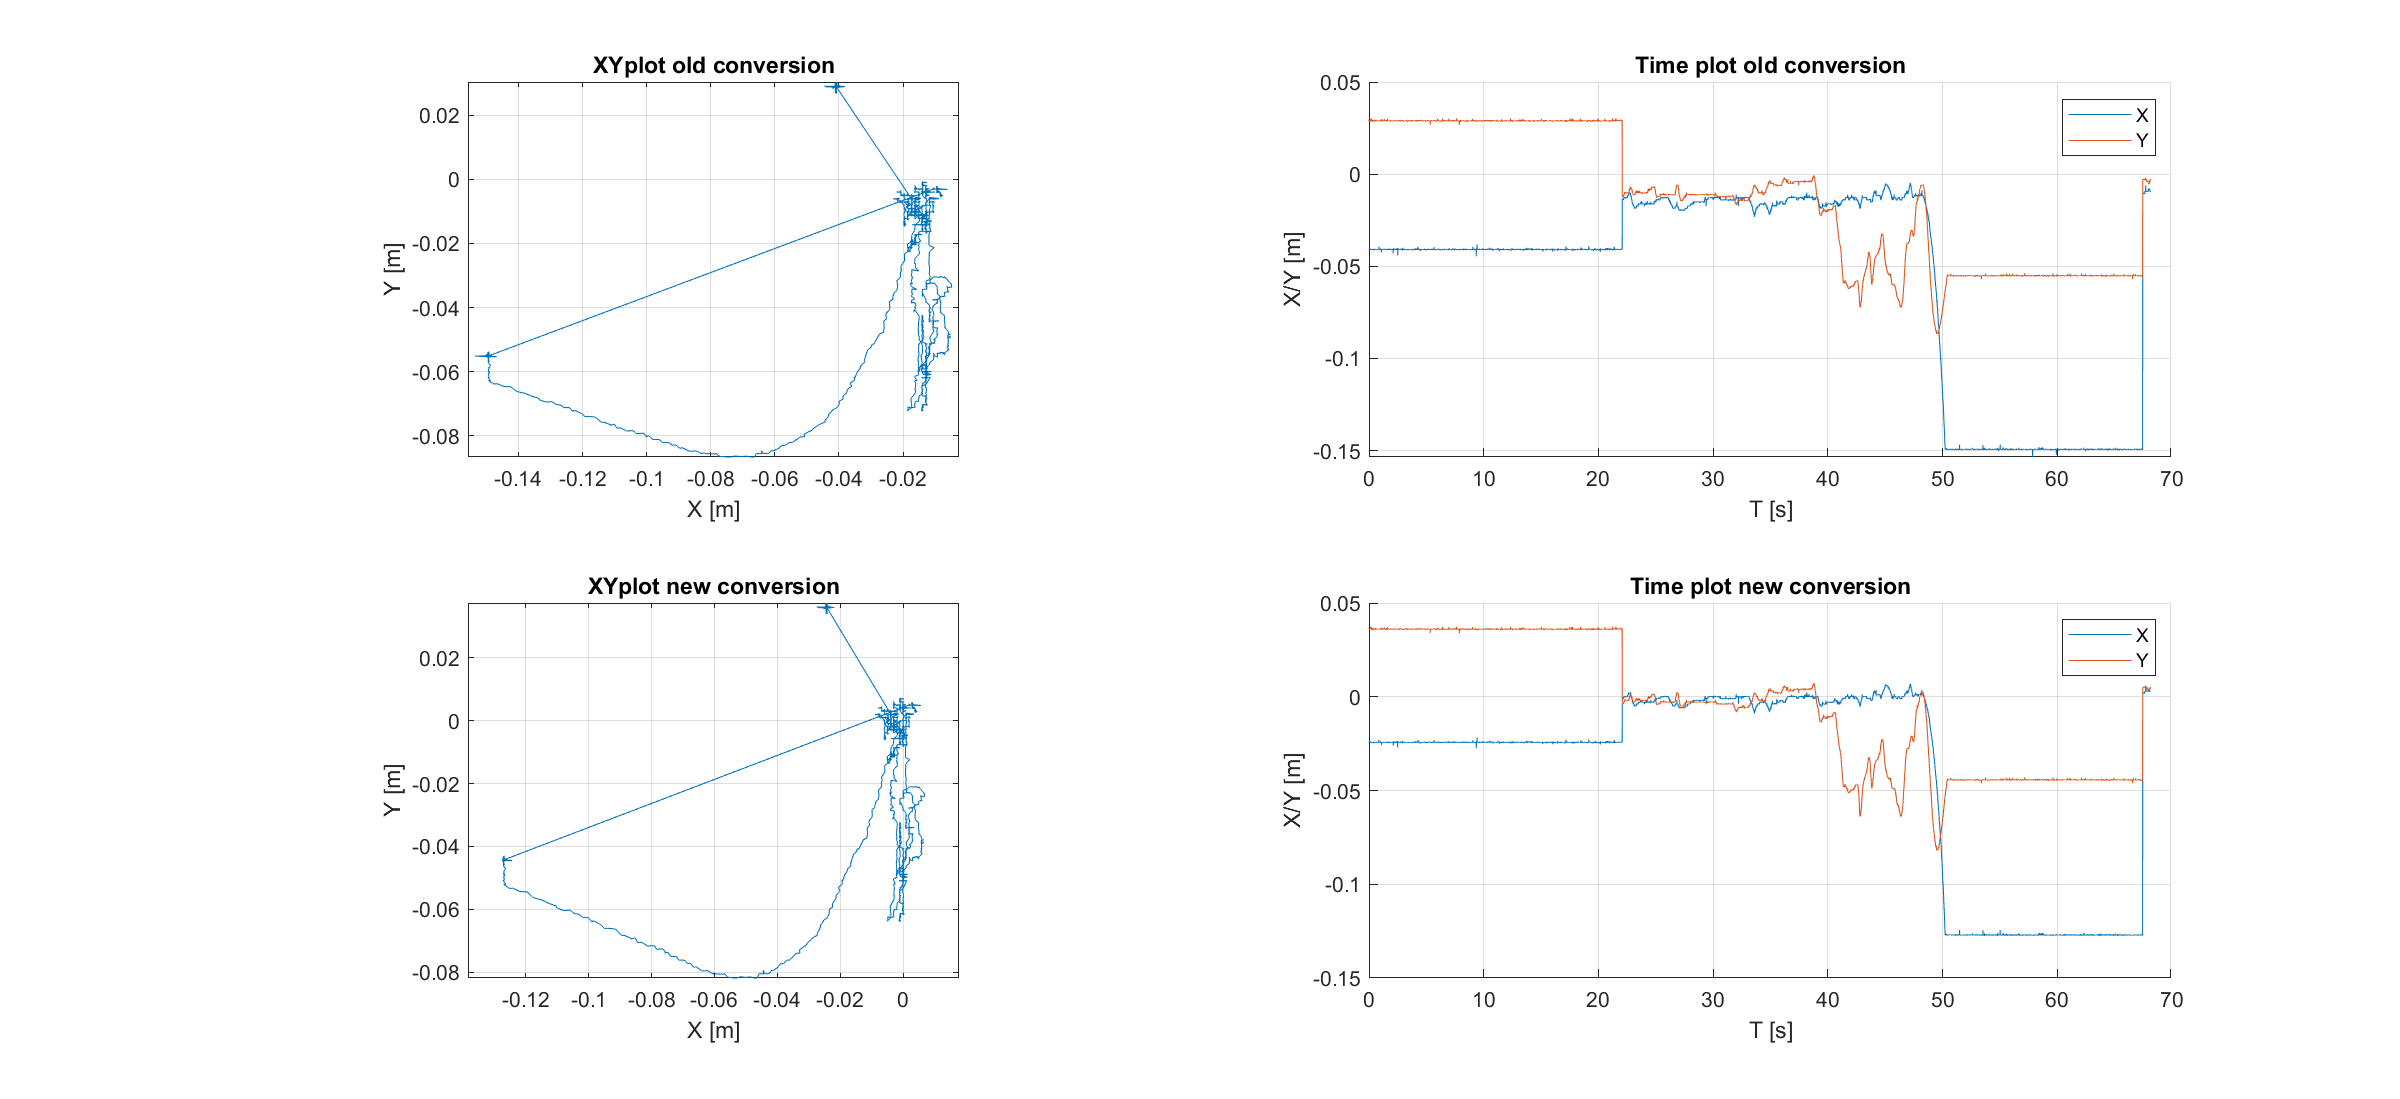 XYplot old conversion
0.02
0
-0.02
-0.04
-0.06
-0.08
Y [m]
-0.14 -0.12 -0.1 -0.08 -0.06 -0.04 -0.02
X [m]
Time plot old conversion
0.05
0
-0.05
-0.1
-0.15
X/Y [m]
X
Y
0 10 20 30 40 50 60 70
T [s]
XYplot new conversion
0.02
0
-0.02
-0.04
-0.06
-0.08
Y [m]
-0.12 -0.1 -0.08 -0.06 -0.04 -0.02 0
X [m]
Time plot new conversion
0.05
0
-0.05
-0.1
-0.15
X/Y [m]
X
Y
0 10 20 30 40 50 60 70
T [s]